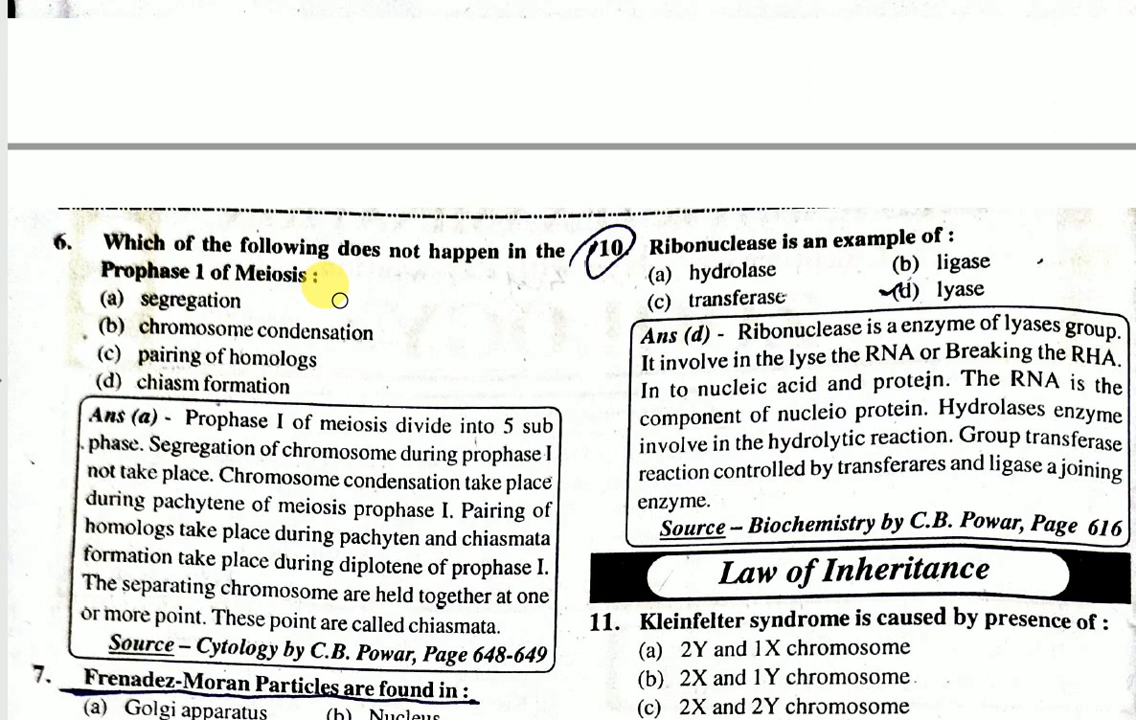 6. Which of the following does not happen in the
Prophase 1 of Meiosis :
(a) segregation
(b) chromosome condensation
(c) pairing of homologs
(d) chiasm formation
Ans (a) - Prophase I of meiosis divide into 5 sub
phase. Segregation of chromosome during prophase I
not take place. Chromosome condensation take place
during pachytene of meiosis prophase I. Pairing of
homologs take place during pachyten and chiasmata
formation take place during diplotene of prophase I.
The separating chromosome are held together at one
or more point. These point are called chiasmata.
Source – Cytology by C.B. Powar, Page 648-649
7. Frenadez-Moran Particles are found in :
(a) Golgi apparatus (b) Nucleus
10 Ribonuclease is an example of :
(a) hydrolase (b) ligase
(c) transferase (d) lyase
Ans (d) - Ribonuclease is a enzyme of lyases group.
It involve in the lyse the RNA or Breaking the RHA.
In to nucleic acid and protein. The RNA is the
component of nucleio protein. Hydrolases enzyme
involve in the hydrolytic reaction. Group transferase
reaction controlled by transferares and ligase a joining
enzyme.
Source – Biochemistry by C.B. Powar, Page 616
Law of Inheritance
11. Kleinfelter syndrome is caused by presence of :
(a) 2Y and 1X chromosome
(b) 2X and 1Y chromosome
(c) 2X and 2Y chromosome